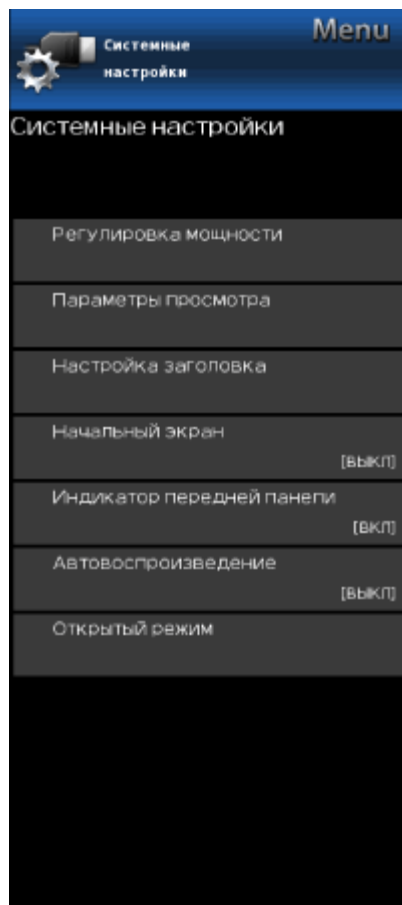 Menu
Системные
настройки
Системные настройки
Регулировка мощности
Параметры просмотра
Настройка заголовка
Начальный экран
[ВЫКЛ]
Индикатор передней панели
[ВКЛ]
Автовоспроизведение
[ВЫКЛ]
Открытый режим